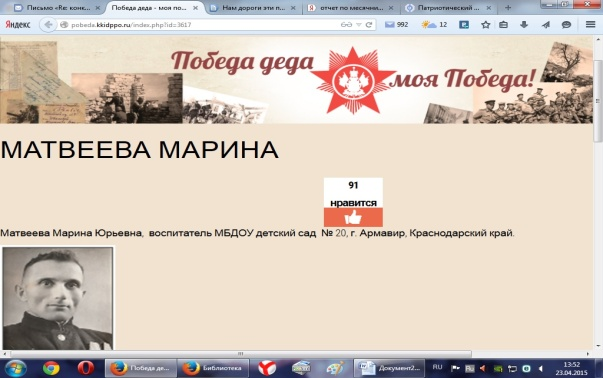 Письмо «Re: конк...
Победа деда - моя по...
Нам дороги эти п...
отчет по месячни...
Патриотический ...
Яндекс
pobeda.kkidppo.ru/index.php?id=3617
992
12
Победа деда
моя Победа!
МАТВЕЕВА МАРИНА
91
нравится
Матвеева Марина Юрьевна, воспитатель МБДОУ детский сад № 20, г. Армавир, Краснодарский край.
Победа де...
Библиотека
Документ2...
RU
13:52
23.04.2015